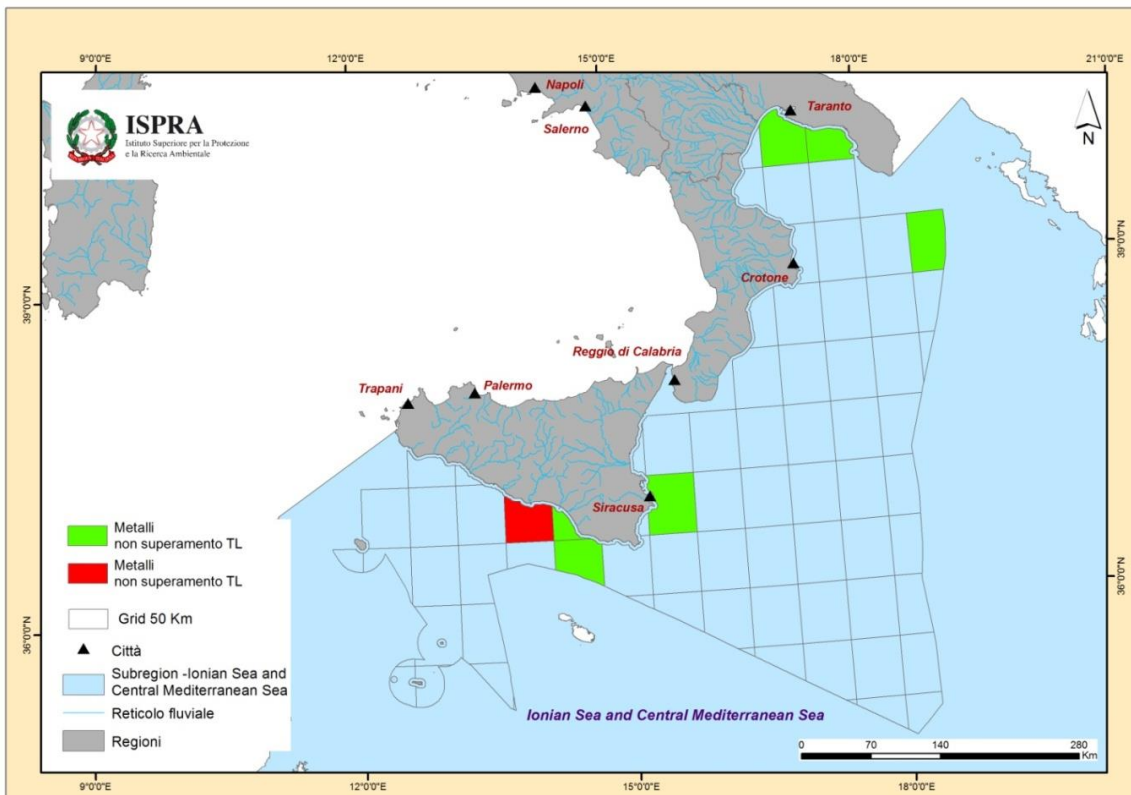 9°0'0"E
12°0'0"E
15°0'0"E
18°0'0"E
21°0'0"E
ISPRA
Istituto Superiore per la Protezione
e la Ricerca Ambientale
Napoli
Salerno
Taranto
N
39°0'0"N
39°0'0"N
Crotone
Reggio di Calabria
Trapani
Palermo
Siracusa
36°0'0"N
36°0'0"N
Metalli
non superamento TL
Metalli
non superamento TL
Grid 50 Km
Città
Subregion -Ionian Sea and
Central Mediterranean Sea
Reticolo fluviale
Regioni
Ionian Sea and Central Mediterranean Sea
0 70 140 280
Km
9°0'0"E
12°0'0"E
15°0'0"E
18°0'0"E